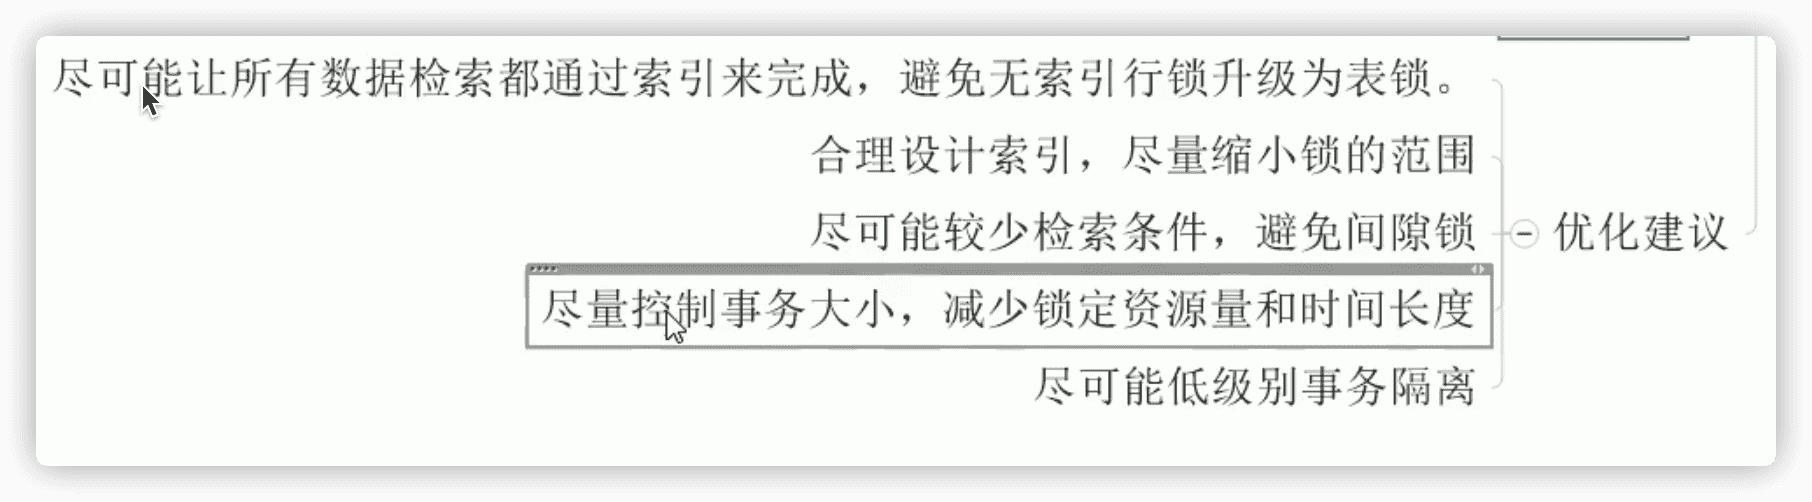 尽可能让所有数据检索都通过索引来完成，避免无索引行锁升级为表锁。
合理设计索引，尽量缩小锁的范围
尽可能较少检索条件，避免间隙锁
优化建议
尽量控制事务大小，减少锁定资源量和时间长度
尽可能低级别事务隔离